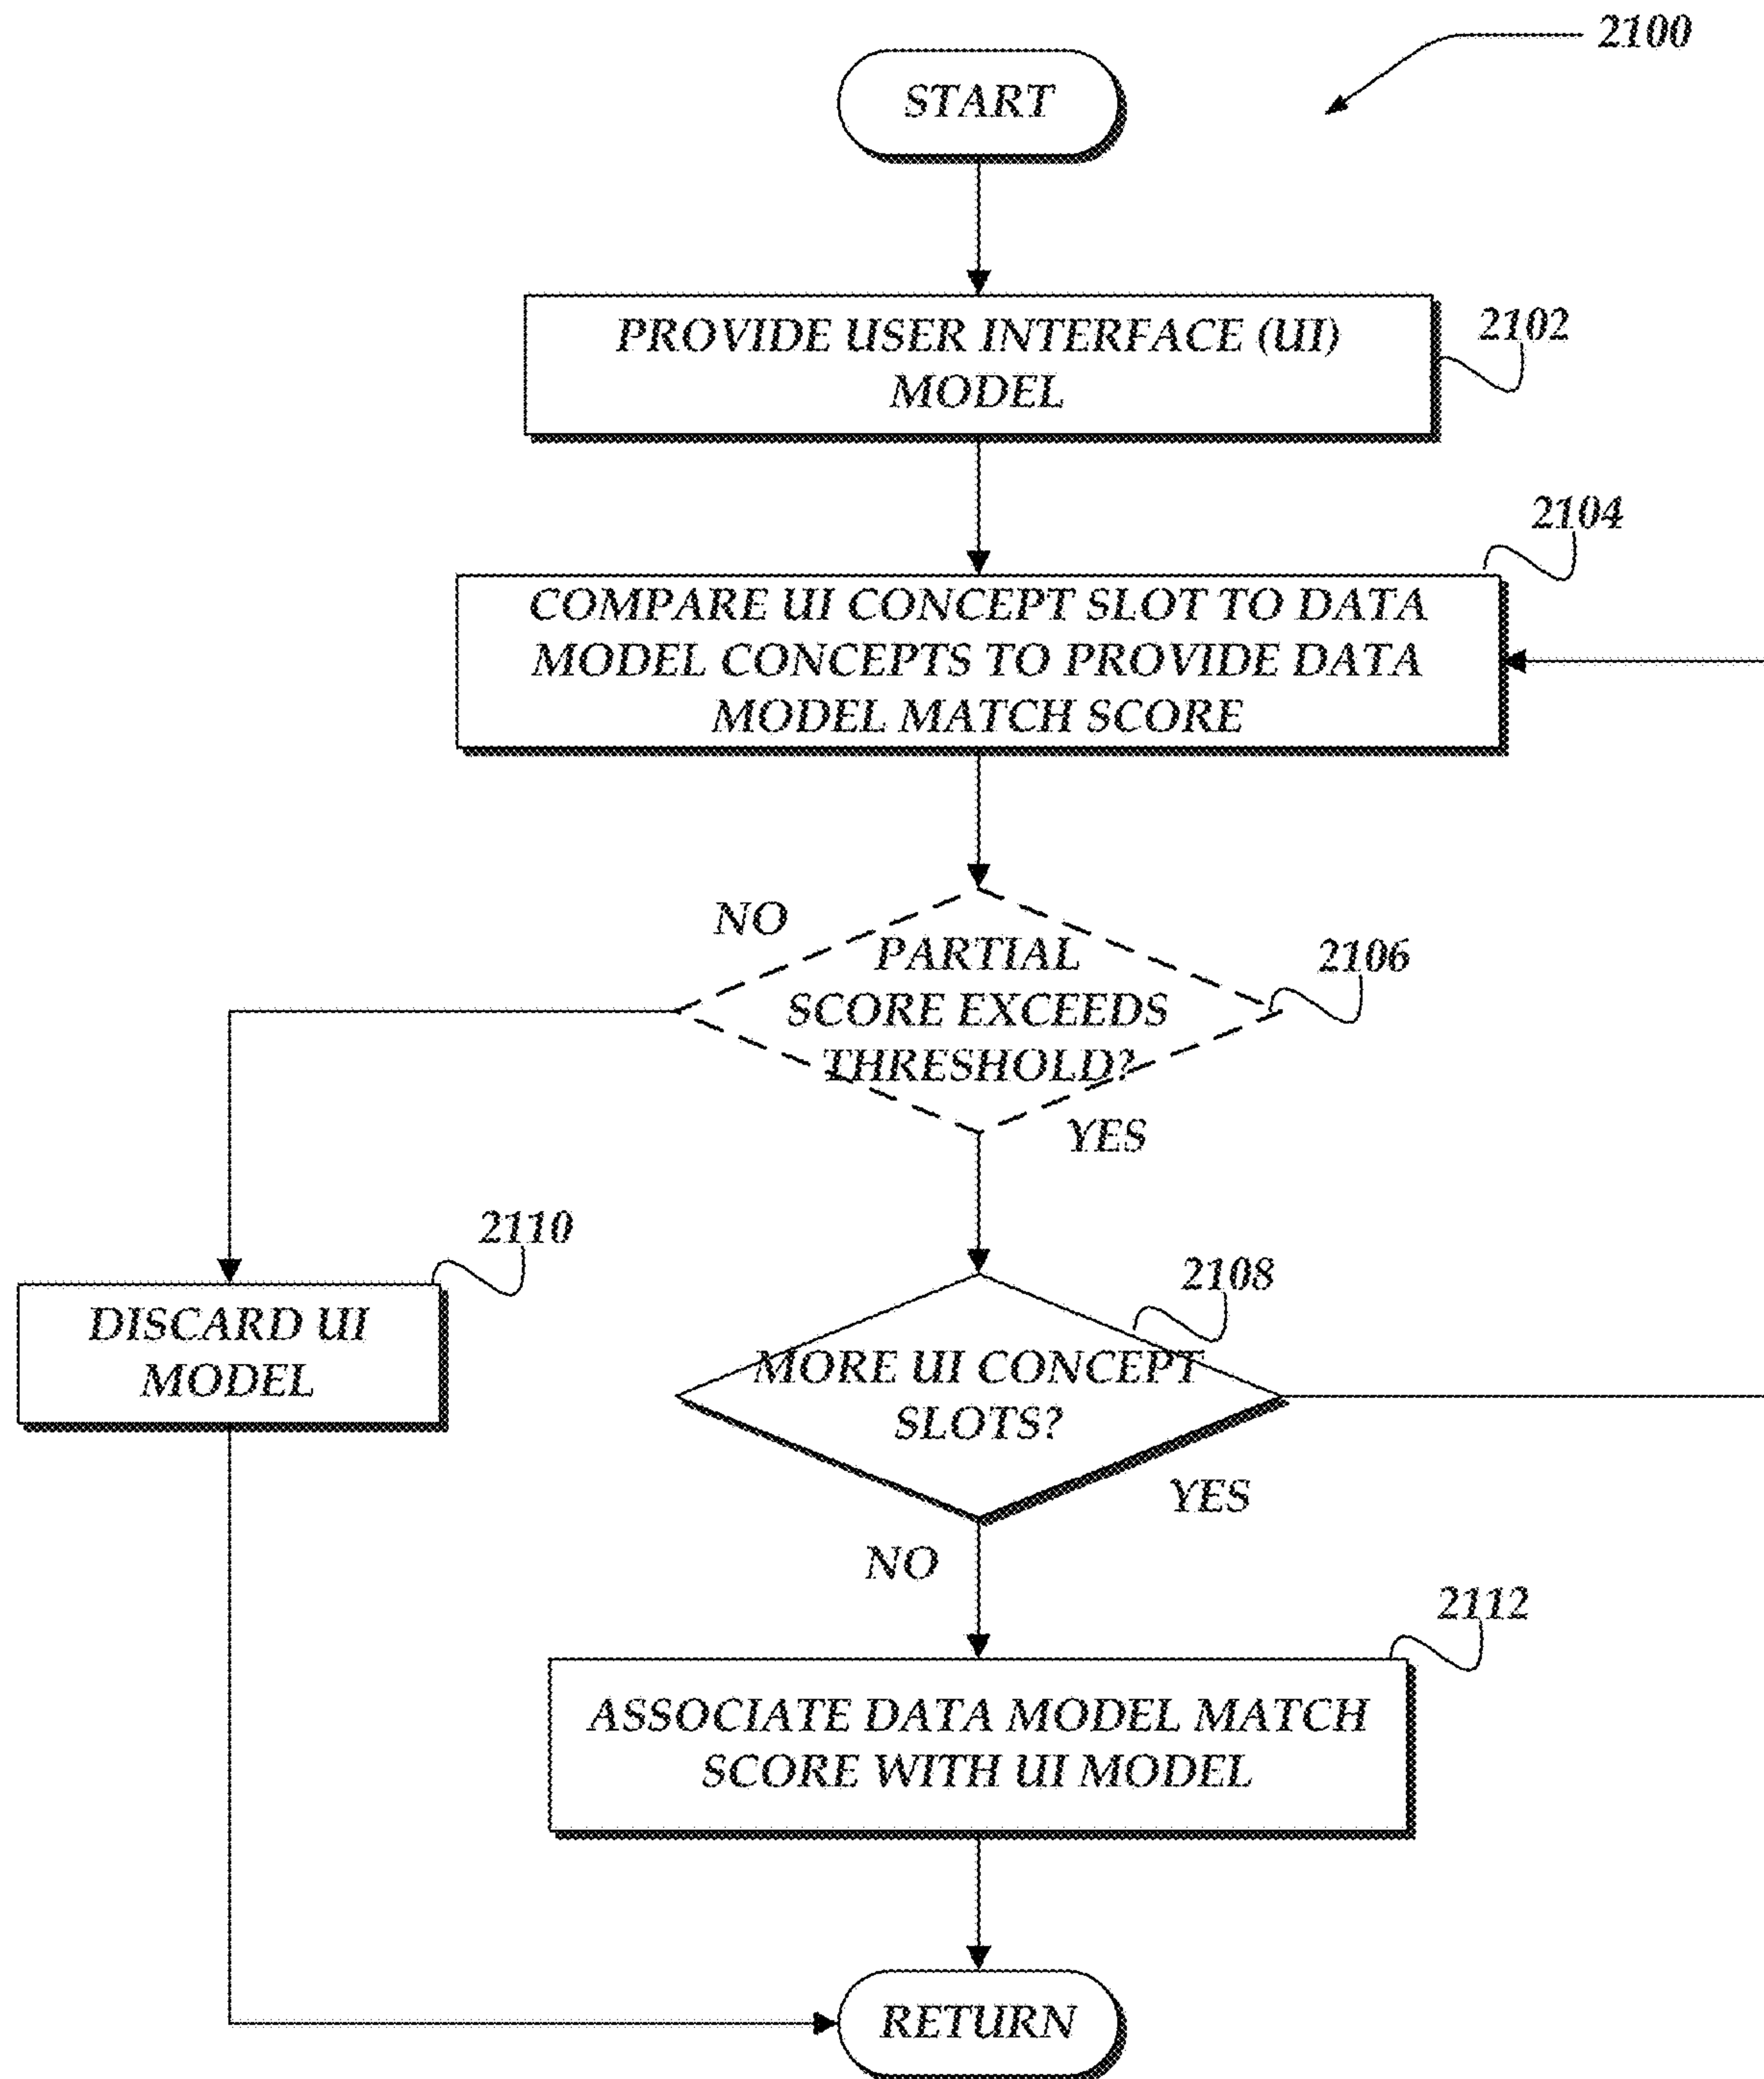 2100
START
PROVIDE USER INTERFACE (UI)
MODEL
2102
2104
COMPARE UI CONCEPT SLOT TO DATA
MODEL CONCEPTS TO PROVIDE DATA
MODEL MATCH SCORE
NO
PARTIAL
SCORE EXCEEDS
THRESHOLD?
2106
YES
2110
DISCARD UI
MODEL
2108
MORE UI CONCEPT
SLOTS?
YES
NO
2112
ASSOCIATE DATA MODEL MATCH
SCORE WITH UI MODEL
RETURN